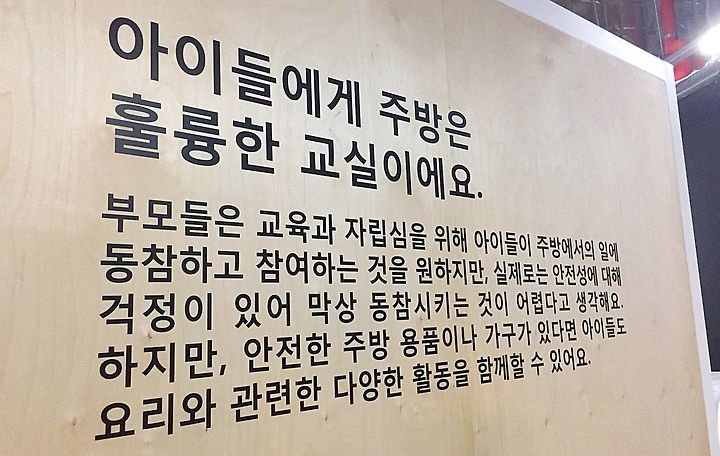 아이들에게 주방은
훌륭한 교실이에요.
부모들은 교육과 자립심을 위해 아이들이 주방에서의 일에
동참하고 참여하는 것을 원하지만, 실제로는 안전성에 대해
걱정이 있어 막상 동참시키는 것이 어렵다고 생각해요.
하지만, 안전한 주방 용품이나 가구가 있다면 아이들도
요리와 관련한 다양한 활동을 함께할 수 있어요.